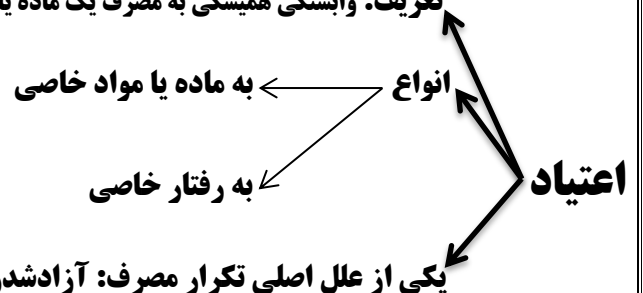 تعریف: وابستگی همیشگی به مصرف یک ماده یا
انواع
به ماده یا مواد خاصی
به رفتار خاصی
اعتیاد
یکی از علل اصلی تکرار مصرف: